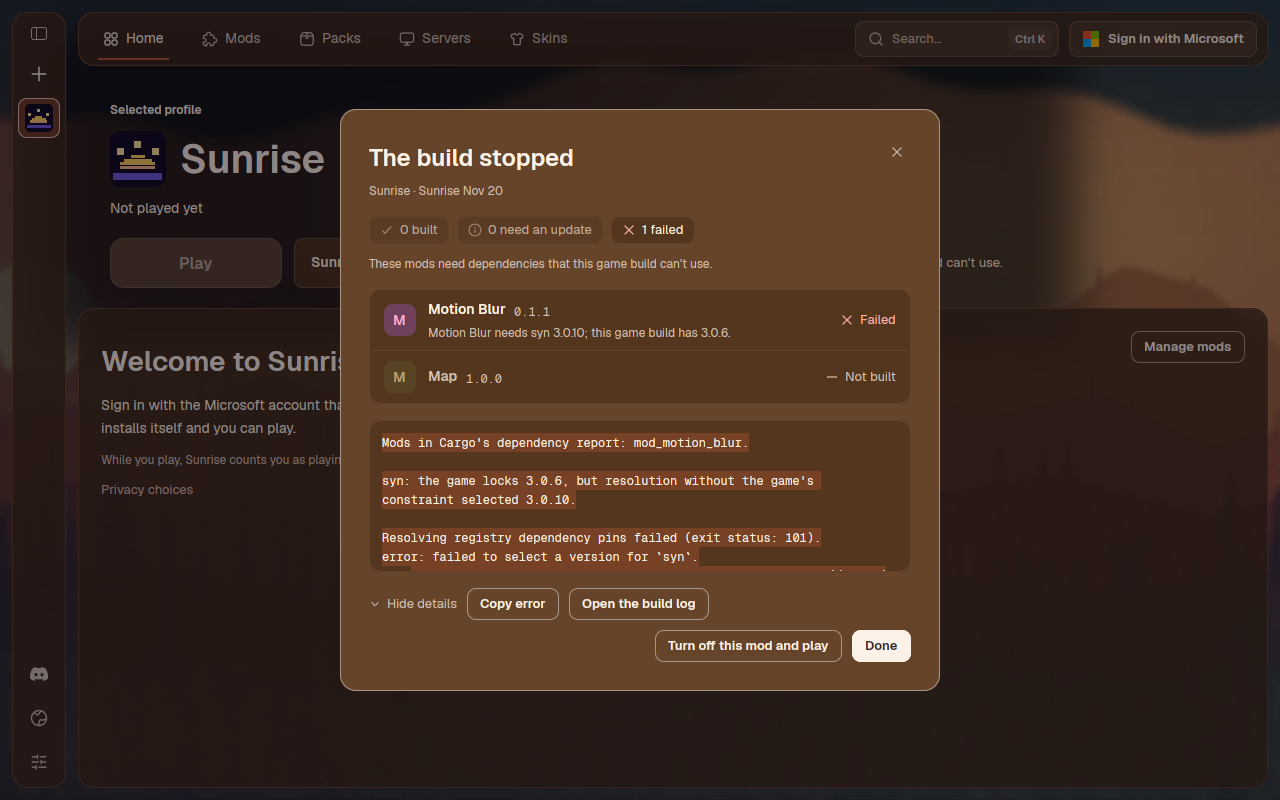 Home
Mods
Packs
Servers
Skins
Search...
Ctrl K
Sign in with Microsoft
Selected profile
Sunrise
Not played yet
Play
The build stopped
Sunrise · Sunrise Nov 20
0 built
0 need an update
1 failed
These mods need dependencies that this game build can't use.
can't use.
M
Motion Blur 0.1.1
Motion Blur needs syn 3.0.10; this game build has 3.0.6.
Failed
M
Map 1.0.0
Not built
Welcome to
Manage mods
Sign in with the Microsoft account
installs itself and you can play.
While you play, Sunrise counts you as
Privacy choices
Mods in Cargo's dependency report: mod_motion_blur.
syn: the game locks 3.0.6, but resolution without the game's
constraint selected 3.0.10.
Resolving registry dependency pins failed (exit status: 101).
error: failed to select a version for `syn`.
Hide details
Copy error
Open the build log
Turn off this mod and play
Done